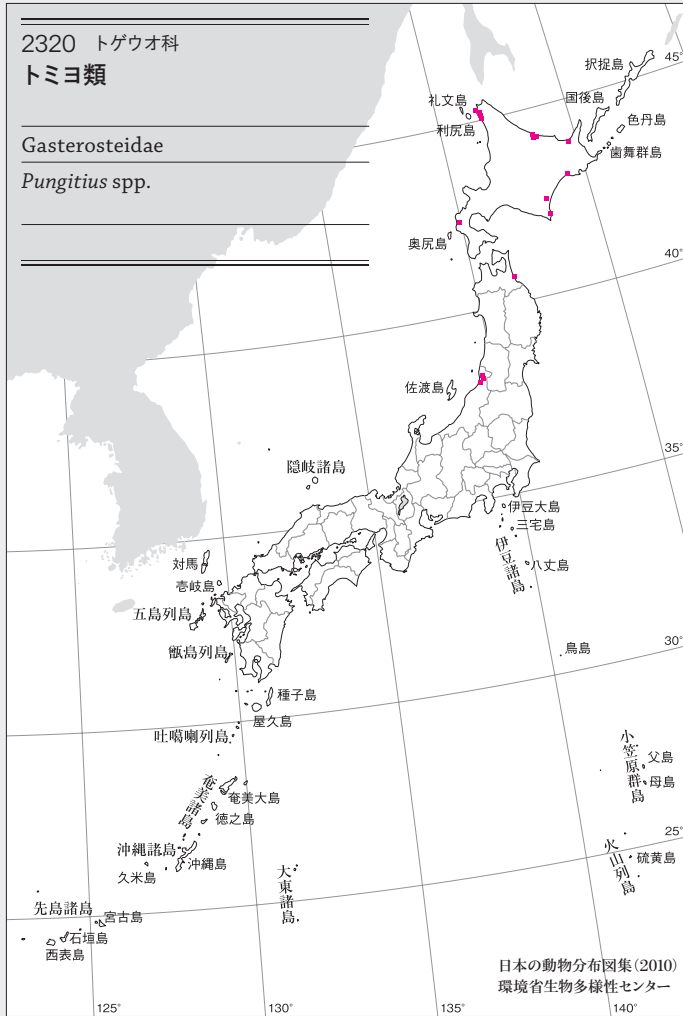 2320 トゲウオ科
トミヨ類
Gasterosteidae
Pungitius spp.
択捉島
国後島
色丹島
歯舞群島
礼文島
利尻島
奥尻島
佐渡島
隠岐諸島
伊豆大島
三宅島
伊豆諸島
八丈島
対馬
壱岐島
五島列島
甑島列島
鳥島
種子島
屋久島
吐噶喇列島
小笠原群島
父島
母島
奄美諸島
奄美大島
徳之島
沖縄諸島
沖縄島
久米島
火山列島
硫黄島
大東諸島
先島諸島
宮古島
石垣島
西表島
45°
40°
35°
30°
25°
125°
130°
135°
140°
日本の動物分布図集(2010)
環境省生物多様性センター